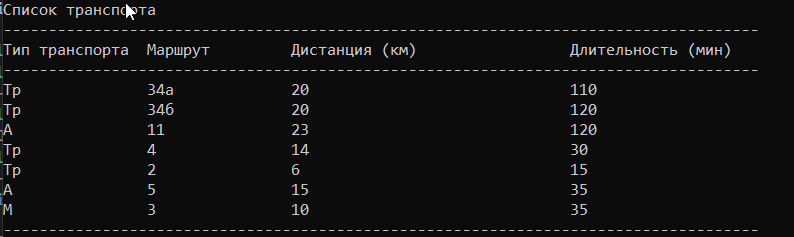 Список транспорта
------------------------------------------------------------------------------------
Тип транспорта  Маршрут         Дистанция (км)                 Длительность (мин)
------------------------------------------------------------------------------------
Тр              34а             20                             110
Тр              34б             20                             120
А               11              23                             120
Тр              4               14                             30
Тр              2               6                              15
А               5               15                             35
М               3               10                             35
------------------------------------------------------------------------------------